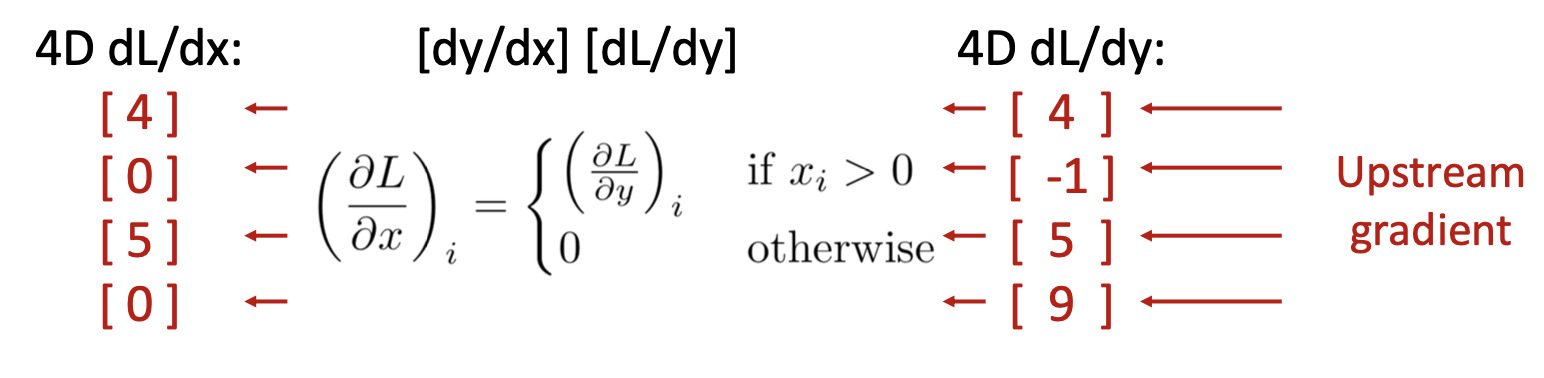 4D dL/dx: [dy/dx] [dL/dy] 4D dL/dy:
[ 4 ] ← ← [ 4 ] ←
[ 0 ] ← ← [ -1 ] ← Upstream
[ 5 ] ← ← [ 5 ] ← gradient
[ 0 ] ← ← [ 9 ] ←
(∂L/∂x)_i = { (∂L/∂y)_i if x_i > 0
0 otherwise